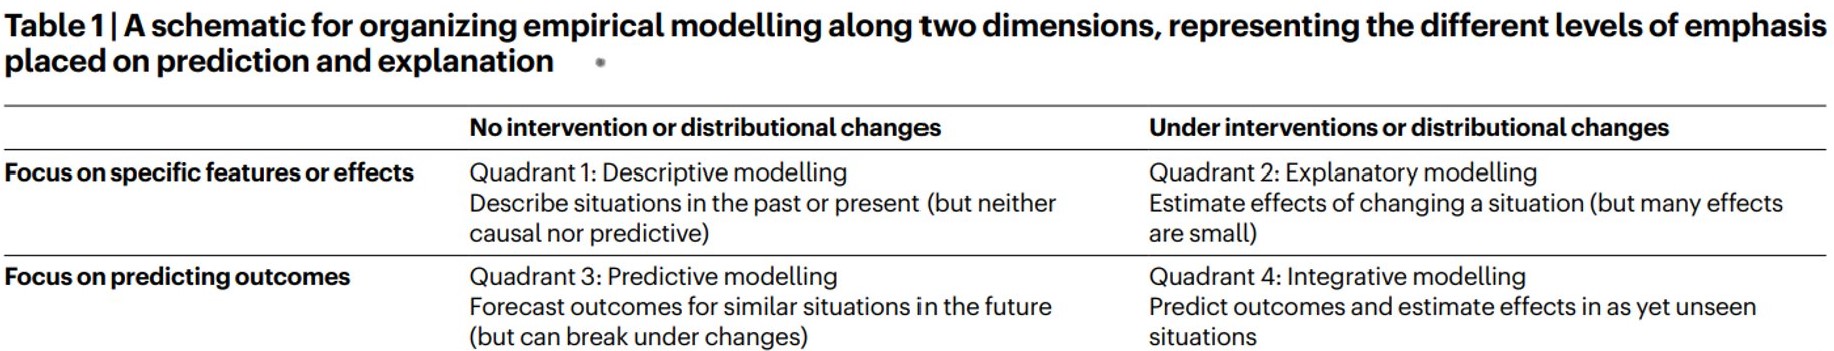 Table 1 | A schematic for organizing empirical modelling along two dimensions, representing the different levels of emphasis
placed on prediction and explanation
No intervention or distributional changes
Under interventions or distributional changes
Focus on specific features or effects
Quadrant 1: Descriptive modelling
Describe situations in the past or present (but neither
causal nor predictive)
Quadrant 2: Explanatory modelling
Estimate effects of changing a situation (but many effects
are small)
Focus on predicting outcomes
Quadrant 3: Predictive modelling
Forecast outcomes for similar situations in the future
(but can break under changes)
Quadrant 4: Integrative modelling
Predict outcomes and estimate effects in as yet unseen
situations